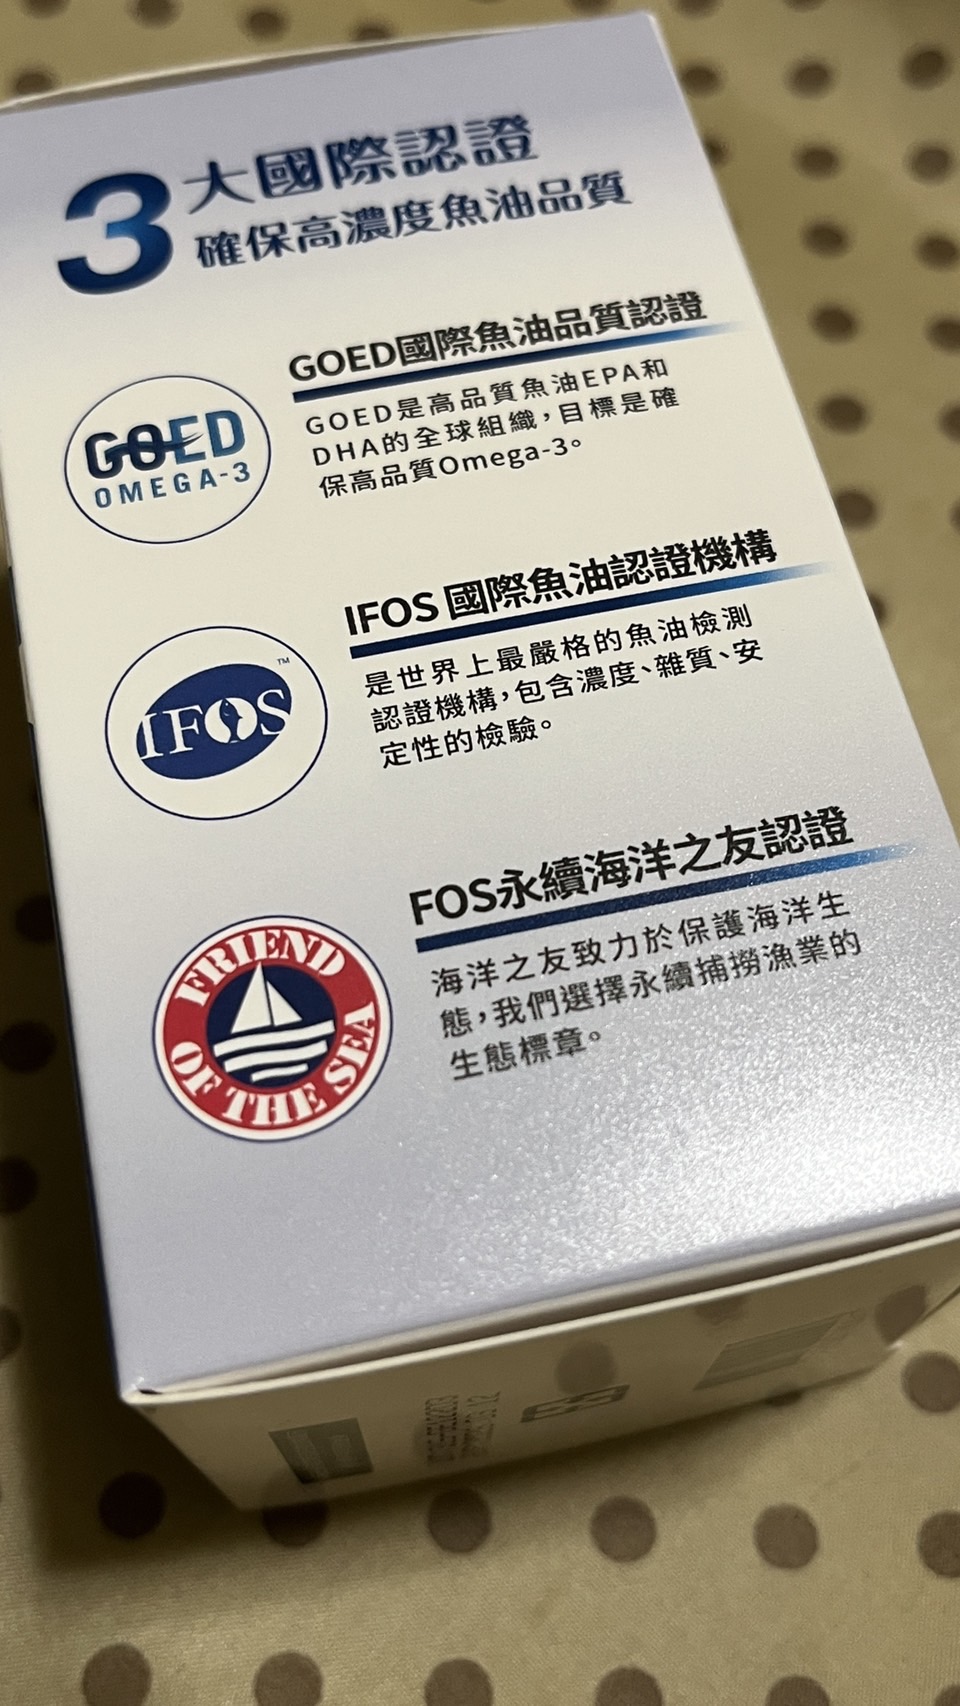 3大國際認證
確保高濃度魚油品質
GOED國際魚油品質認證
GOED是高品質魚油EPA和
DHA的全球組織，目標是確
保高品質Omega-3。
GOED
OMEGA-3
IFOS 國際魚油認證機構
是世界上最嚴格的魚油檢測
認證機構，包含濃度、雜質、安
定性的檢驗。
IFOS™
FOS永續海洋之友認證
海洋之友致力於保護海洋生
態，我們選擇永續捕撈漁業的
生態標章。
FRIEND
OF THE SEA